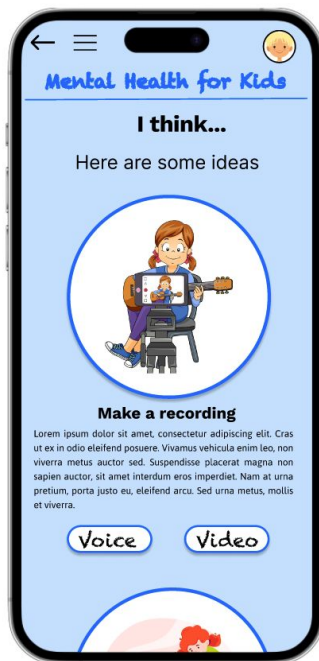 Mental Health for Kids
I think...
Here are some ideas
Make a recording
Lorem ipsum dolor sit amet, consectetur adipiscing elit. Cras
ut ex in odio eleifend posuere. Vivamus vehicula enim leo, non
viverra metus auctor sed. Suspendisse placerat magna non
sapien auctor, sit amet interdum eros imperdiet. Nam at urna
pretium, porta justo eu, eleifend arcu. Sed urna metus, mollis
et viverra.
Voice
Video